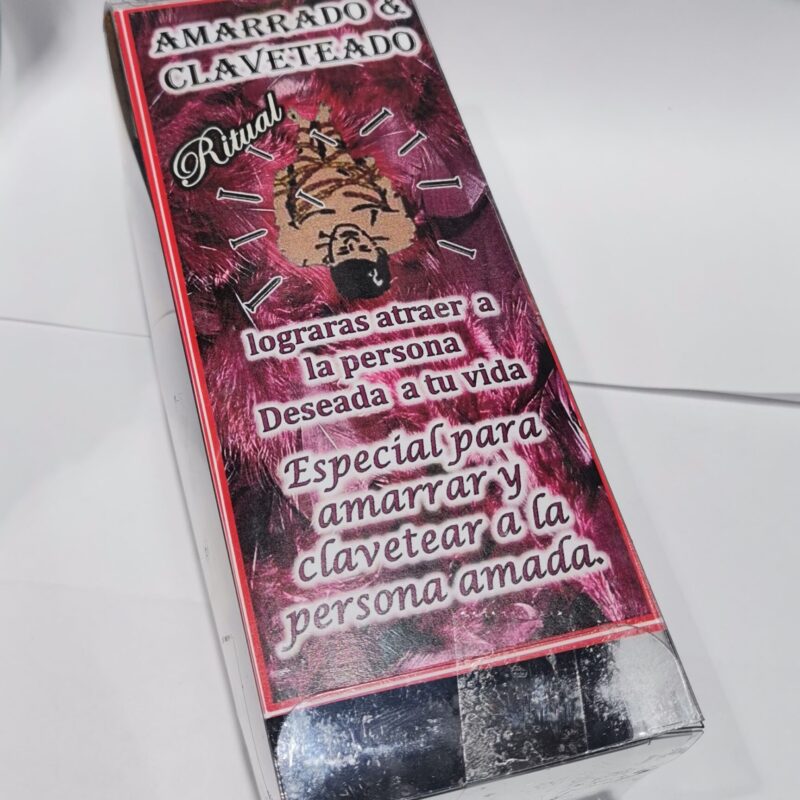 AMARRADO &
CLAVETEADO
Ritual
lograras atraer a
la persona
Deseada a tu vida
Especial para
amarrar y
clavetear a la
persona amada.